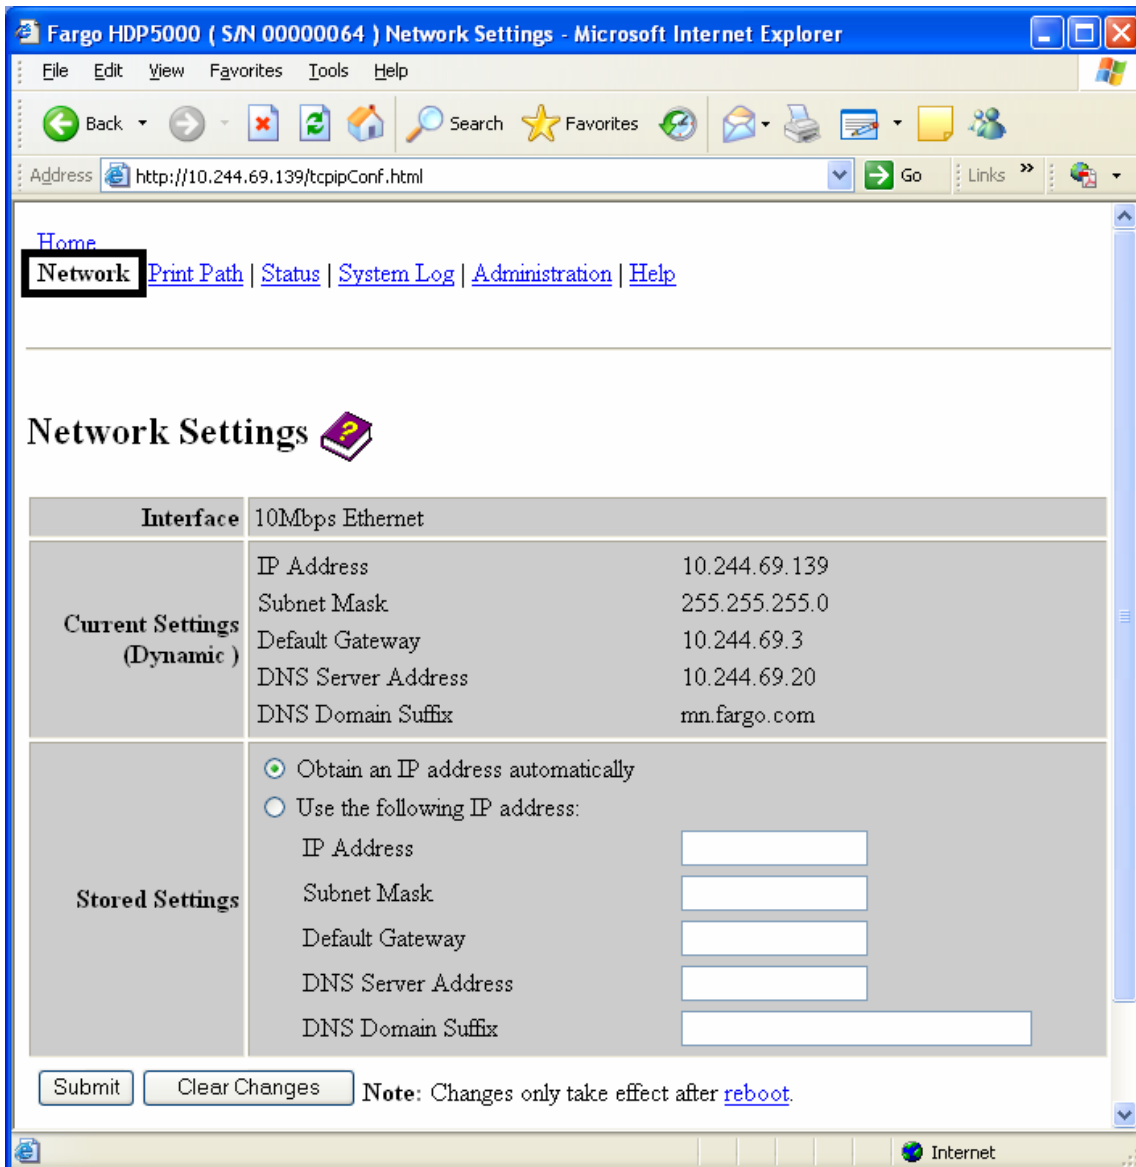 Fargo HDP5000 ( S/N 00000064 ) Network Settings - Microsoft Internet Explorer
File Edit View Favorites Tools Help
Back Search Favorites
Address http://10.244.69.139/tcpipConf.html Go Links »
Home
Network Print Path | Status | System Log | Administration | Help
Network Settings ?
Interface 10Mbps Ethernet
Current Settings (Dynamic )
IP Address 10.244.69.139
Subnet Mask 255.255.255.0
Default Gateway 10.244.69.3
DNS Server Address 10.244.69.20
DNS Domain Suffix mn.fargo.com
Stored Settings
Obtain an IP address automatically
Use the following IP address:
IP Address
Subnet Mask
Default Gateway
DNS Server Address
DNS Domain Suffix
Submit Clear Changes Note: Changes only take effect after reboot.
Internet